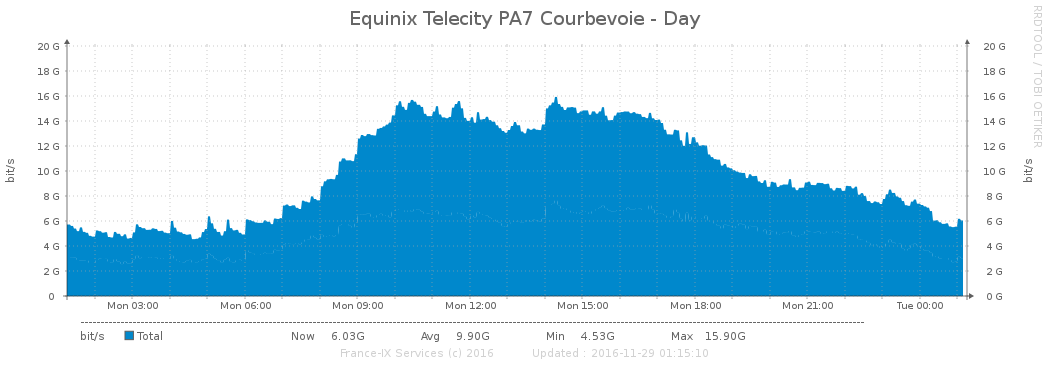 Equinix Telecity PA7 Courbevoie - Day
RRDTOOL / TOBI OETIKER
bit/s
20 G 20 G
18 G 18 G
16 G 16 G
14 G 14 G
12 G 12 G
10 G 10 G
8 G 8 G
6 G 6 G
4 G 4 G
2 G 2 G
0 0 G
bit/s
Mon 03:00 Mon 06:00 Mon 09:00 Mon 12:00 Mon 15:00 Mon 18:00 Mon 21:00 Tue 00:00
bit/s Total Now 6.03G Avg 9.90G Min 4.53G Max 15.90G
France-IX Services (c) 2016 Updated : 2016-11-29 01:15:10